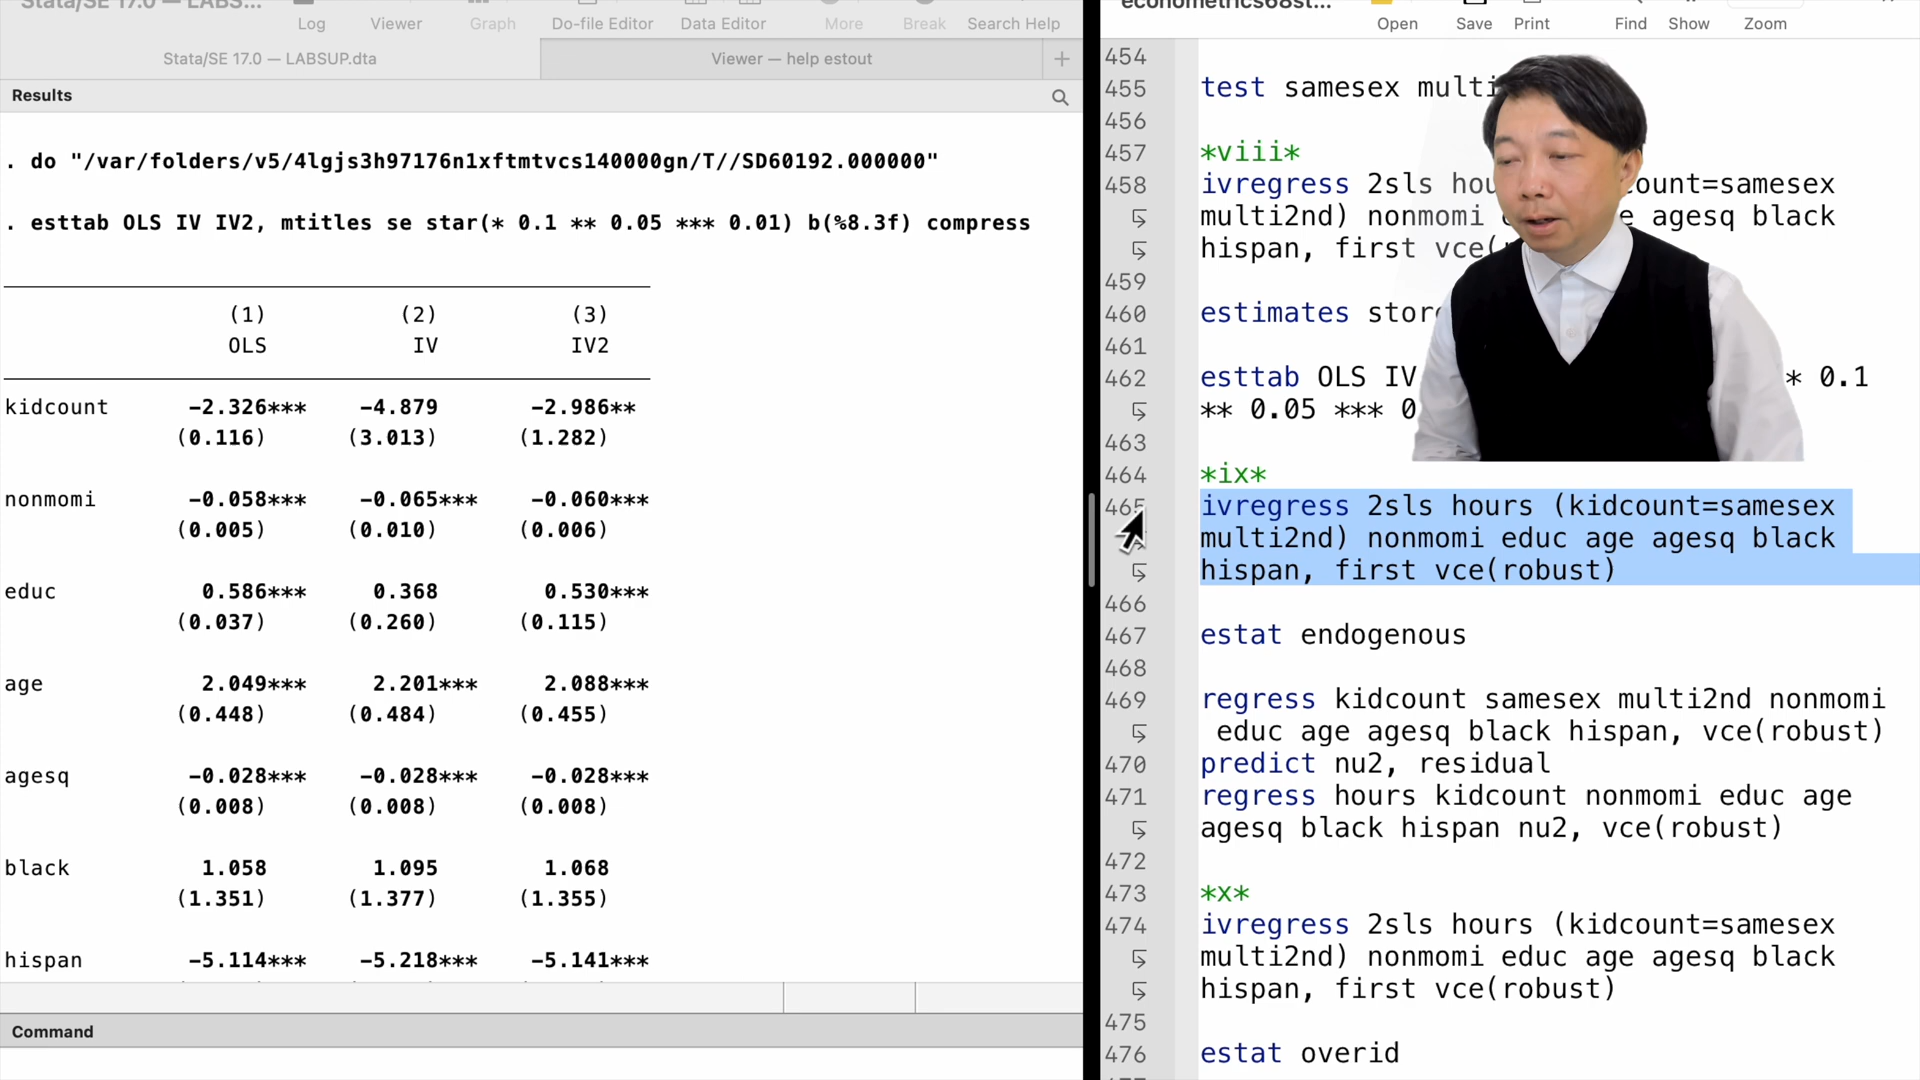 Stata/SE 17.0 — LABS...
Log Viewer Graph Do-file Editor Data Editor More Break Search Help
Stata/SE 17.0 — LABSUP.dta Viewer — help estout +
Results
. do "/var/folders/v5/4lgjs3h97176n1xftmtvcs140000gn/T//SD60192.000000"
. esttab OLS IV IV2, mtitles se star(* 0.1 ** 0.05 *** 0.01) b(%8.3f) compress
(1) (2) (3)
OLS IV IV2
kidcount -2.326*** -4.879 -2.986**
(0.116) (3.013) (1.282)
nonmomi -0.058*** -0.065*** -0.060***
(0.005) (0.010) (0.006)
educ 0.586*** 0.368 0.530***
(0.037) (0.260) (0.115)
age 2.049*** 2.201*** 2.088***
(0.448) (0.484) (0.455)
agesq -0.028*** -0.028*** -0.028***
(0.008) (0.008) (0.008)
black 1.058 1.095 1.068
(1.351) (1.377) (1.355)
hispan -5.114*** -5.218*** -5.141***
Command
econometrics68st...
Open Save Print Find Show Zoom
454
455 test samesex multi
456
457 *viii*
458 ivregress 2sls hou count=samesex
multi2nd) nonmomi e agesq black
hispan, first vce(
459
460 estimates stor
461
462 esttab OLS IV * 0.1
** 0.05 *** 0
463
464 *ix*
465 ivregress 2sls hours (kidcount=samesex
multi2nd) nonmomi educ age agesq black
hispan, first vce(robust)
466
467 estat endogenous
468
469 regress kidcount samesex multi2nd nonmomi
educ age agesq black hispan, vce(robust)
470 predict nu2, residual
471 regress hours kidcount nonmomi educ age
agesq black hispan nu2, vce(robust)
472
473 *x*
474 ivregress 2sls hours (kidcount=samesex
multi2nd) nonmomi educ age agesq black
hispan, first vce(robust)
475
476 estat overid